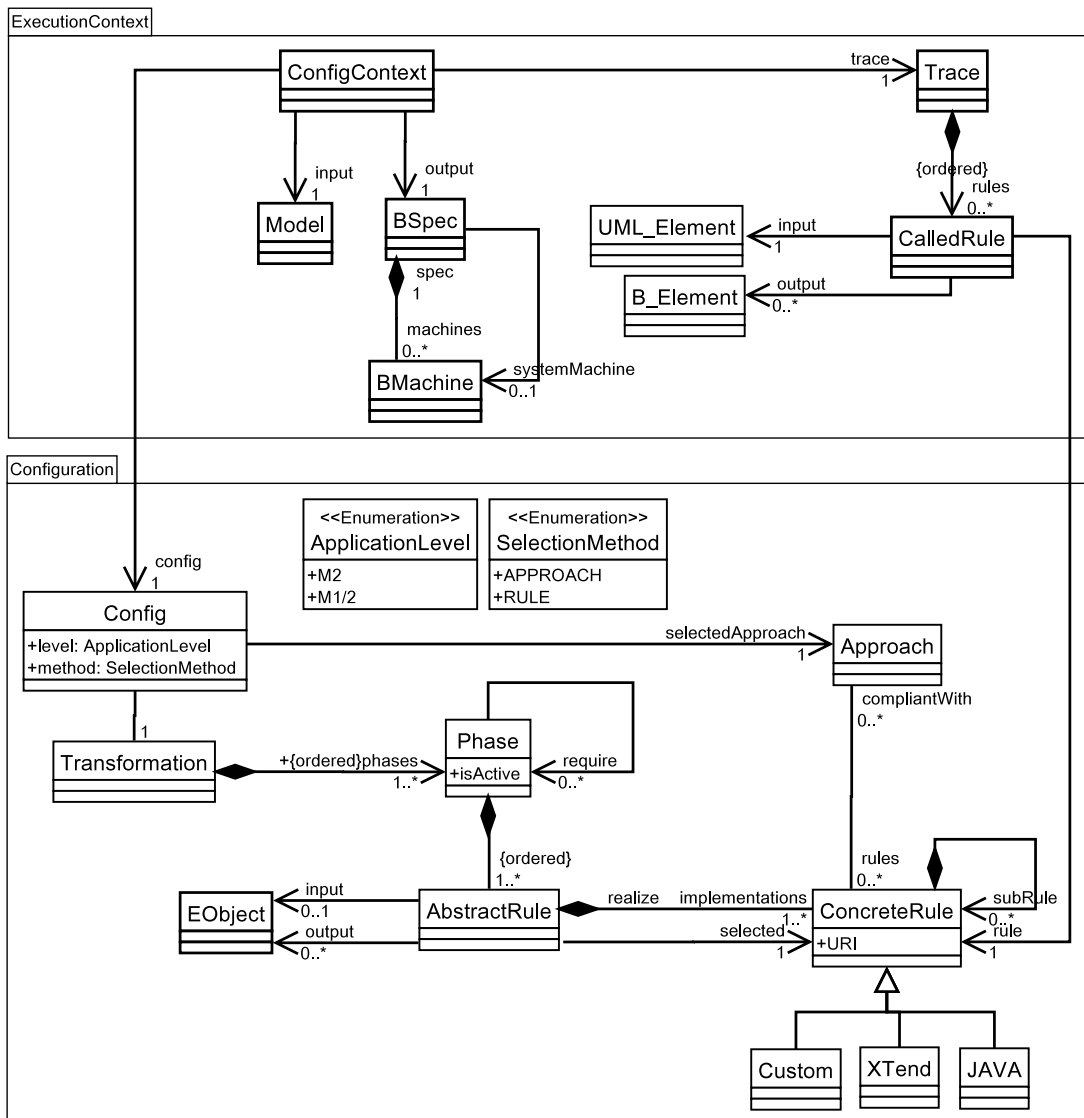 ExecutionContext
ConfigContext
trace
1
Trace
input
1
output
1
{ordered}
rules
0..*
Model
BSpec
UML_Element
input
1
CalledRule
spec
1
B_Element
output
0..*
machines
0..*
BMachine
systemMachine
0..1
Configuration
<<Enumeration>>
ApplicationLevel
+M2
+M1/2
<<Enumeration>>
SelectionMethod
+APPROACH
+RULE
config
1
Config
+level: ApplicationLevel
+method: SelectionMethod
selectedApproach
1
Approach
compliantWith
0..*
1
Transformation
+{ordered}phases
1..*
Phase
+isActive
require
0..*
{ordered}
1..*
rules
0..*
EObject
input
0..1
output
0..*
AbstractRule
realize
implementations
1..*
selected
1
ConcreteRule
+URI
subRule
0..*
rule
1
Custom
XTend
JAVA